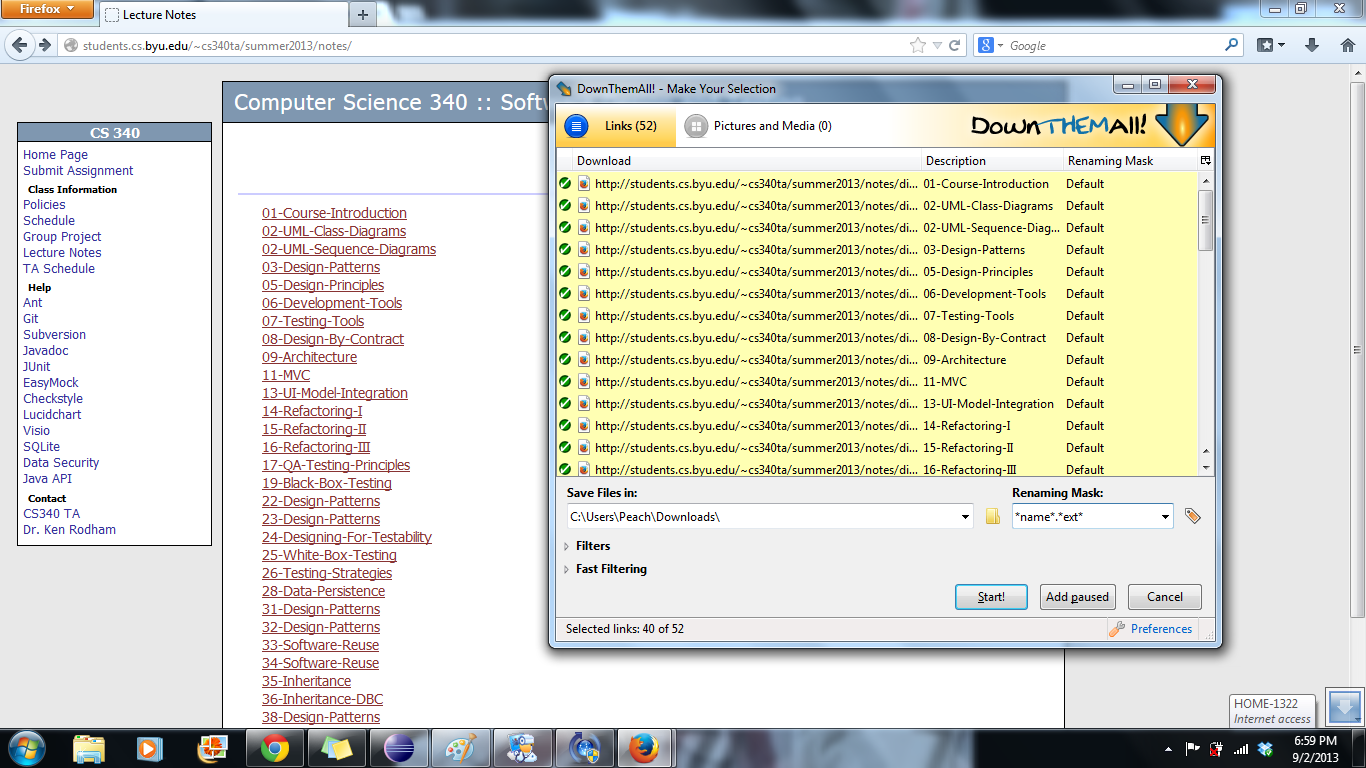 Firefox
Lecture Notes
students.cs.byu.edu/~cs340ta/summer2013/notes/
Google
Computer Science 340 :: Softw
CS 340
Home Page
Submit Assignment
Class Information
Policies
Schedule
Group Project
Lecture Notes
TA Schedule
Help
Ant
Git
Subversion
Javadoc
JUnit
EasyMock
Checkstyle
Lucidchart
Visio
SQLite
Data Security
Java API
Contact
CS340 TA
Dr. Ken Rodham
01-Course-Introduction
02-UML-Class-Diagrams
02-UML-Sequence-Diagrams
03-Design-Patterns
05-Design-Principles
06-Development-Tools
07-Testing-Tools
08-Design-By-Contract
09-Architecture
11-MVC
13-UI-Model-Integration
14-Refactoring-I
15-Refactoring-II
16-Refactoring-III
17-QA-Testing-Principles
19-Black-Box-Testing
22-Design-Patterns
23-Design-Patterns
24-Designing-For-Testability
25-White-Box-Testing
26-Testing-Strategies
28-Data-Persistence
31-Design-Patterns
32-Design-Patterns
33-Software-Reuse
34-Software-Reuse
35-Inheritance
36-Inheritance-DBC
38-Design-Patterns
DownThemAll! - Make Your Selection
Links (52) Pictures and Media (0) DownThemAll!
Download Description Renaming Mask
http://students.cs.byu.edu/~cs340ta/summer2013/notes/di... 01-Course-Introduction Default
http://students.cs.byu.edu/~cs340ta/summer2013/notes/di... 02-UML-Class-Diagrams Default
http://students.cs.byu.edu/~cs340ta/summer2013/notes/di... 02-UML-Sequence-Diag... Default
http://students.cs.byu.edu/~cs340ta/summer2013/notes/di... 03-Design-Patterns Default
http://students.cs.byu.edu/~cs340ta/summer2013/notes/di... 05-Design-Principles Default
http://students.cs.byu.edu/~cs340ta/summer2013/notes/di... 06-Development-Tools Default
http://students.cs.byu.edu/~cs340ta/summer2013/notes/di... 07-Testing-Tools Default
http://students.cs.byu.edu/~cs340ta/summer2013/notes/di... 08-Design-By-Contract Default
http://students.cs.byu.edu/~cs340ta/summer2013/notes/di... 09-Architecture Default
http://students.cs.byu.edu/~cs340ta/summer2013/notes/di... 11-MVC Default
http://students.cs.byu.edu/~cs340ta/summer2013/notes/di... 13-UI-Model-Integration Default
http://students.cs.byu.edu/~cs340ta/summer2013/notes/di... 14-Refactoring-I Default
http://students.cs.byu.edu/~cs340ta/summer2013/notes/di... 15-Refactoring-II Default
http://students.cs.byu.edu/~cs340ta/summer2013/notes/di... 16-Refactoring-III Default
Save Files in: Renaming Mask:
C:\Users\Peach\Downloads\ *name*.*ext*
Filters
Fast Filtering
Start! Add paused Cancel
Selected links: 40 of 52 Preferences
HOME-1322
Internet access
6:59 PM
9/2/2013